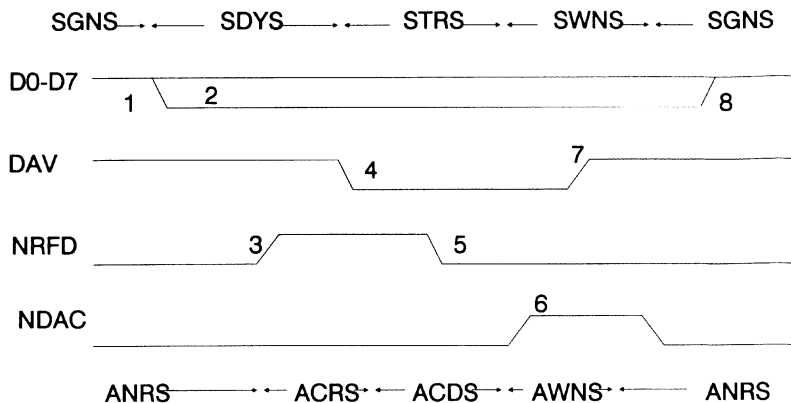 SGNS SDYS STRS SWNS SGNS
D0-D7 1 2 8
DAV 4 7
NRFD 3 5
NDAC 6
ANRS ACRS ACDS AWNS ANRS